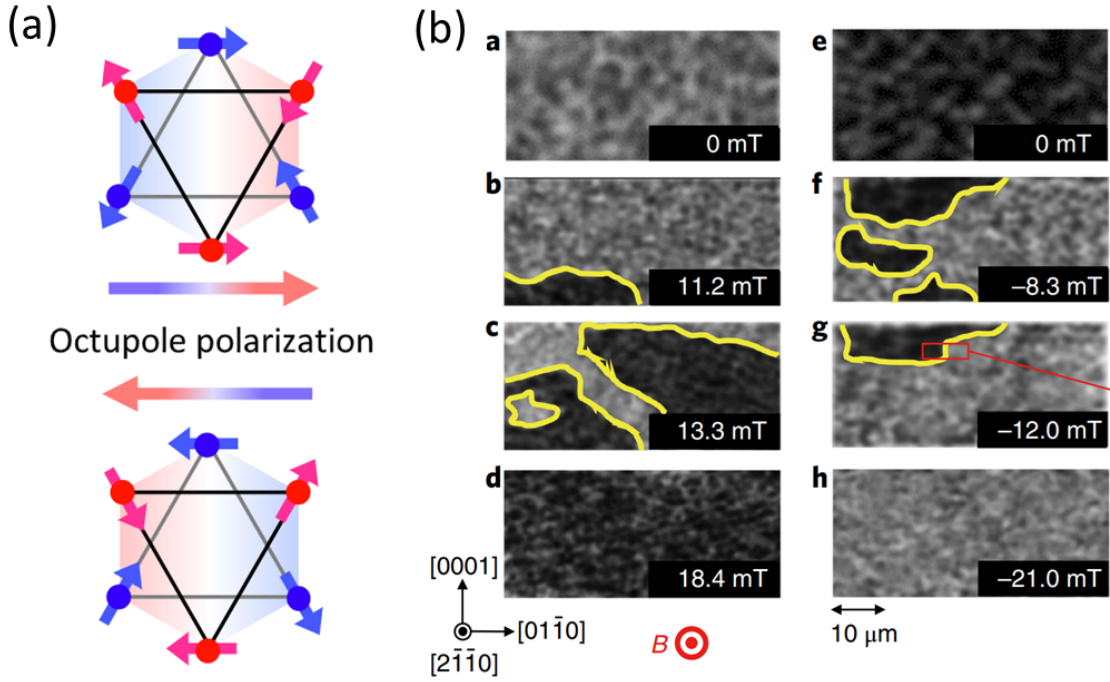 (a)
Octupole polarization
(b)
a
0 mT
b
11.2 mT
c
13.3 mT
d
18.4 mT
e
0 mT
f
−8.3 mT
g
−12.0 mT
h
−21.0 mT
[0001]
[011̅0]
[21̅1̅0]
B
10 μm